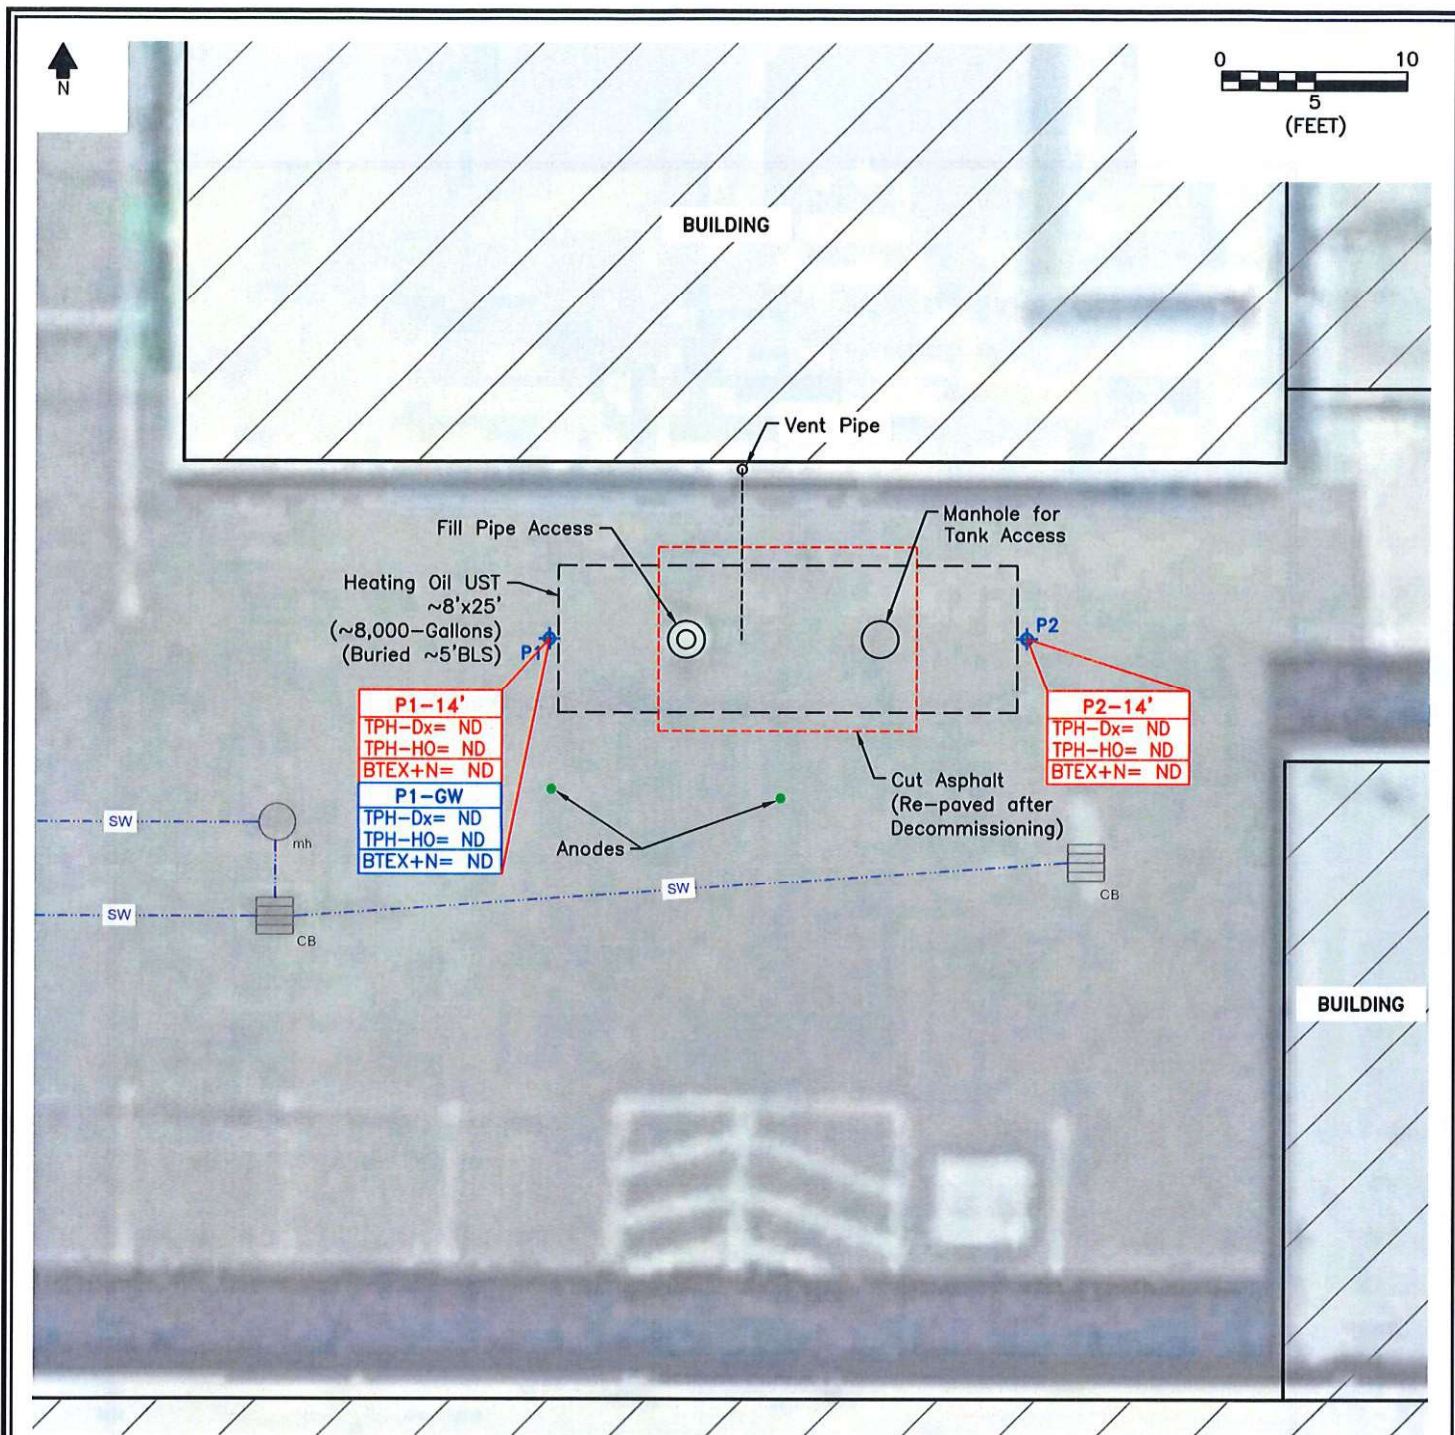 N
0 10
5
(FEET)
BUILDING
Vent Pipe
Fill Pipe Access
Manhole for
Tank Access
Heating Oil UST
~8'x25'
(~8,000-Gallons)
(Buried ~5'BLS)
P1
P2
P1-14'
TPH-Dx= ND
TPH-HO= ND
BTEX+N= ND
P1-GW
TPH-Dx= ND
TPH-HO= ND
BTEX+N= ND
P2-14'
TPH-Dx= ND
TPH-HO= ND
BTEX+N= ND
Cut Asphalt
(Re-paved after
Decommissioning)
Anodes
SW
mh
SW
CB
SW
CB
BUILDING